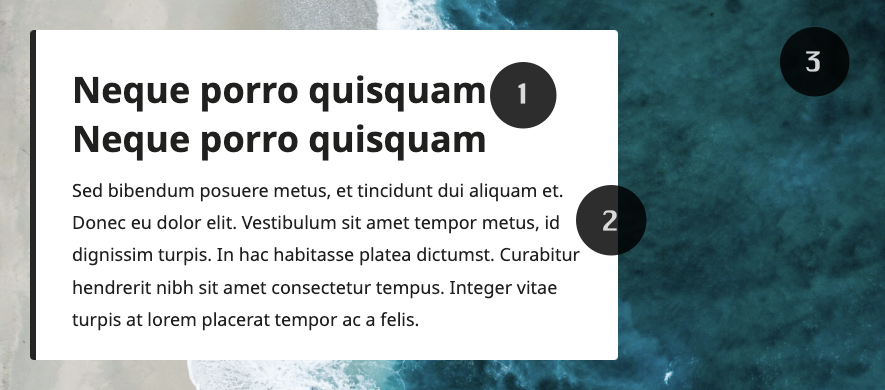 Neque porro quisquam
1
Neque porro quisquam
Sed bibendum posuere metus, et tincidunt dui aliquam et.
Donec eu dolor elit. Vestibulum sit amet tempor metus, id
dignissim turpis. In hac habitasse platea dictumst. Curabitur
hendrerit nibh sit amet consectetur tempus. Integer vitae
turpis at lorem placerat tempor ac a felis.
2
3